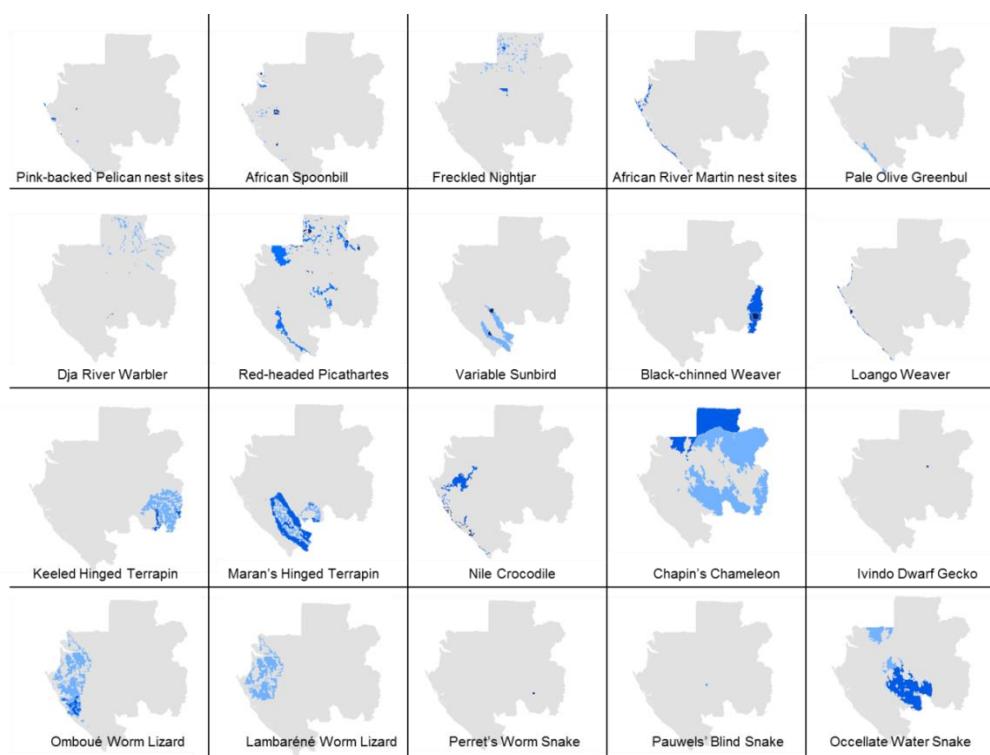 Pink-backed Pelican nest sites
African Spoonbill
Freckled Nightjar
African River Martin nest sites
Pale Olive Greenbul
Dja River Warbler
Red-headed Picathartes
Variable Sunbird
Black-chinned Weaver
Loango Weaver
Keeled Hinged Terrapin
Maran's Hinged Terrapin
Nile Crocodile
Chapin's Chameleon
Ivindo Dwarf Gecko
Omboué Worm Lizard
Lambaréné Worm Lizard
Perret's Worm Snake
Pauwels' Blind Snake
Occellate Water Snake